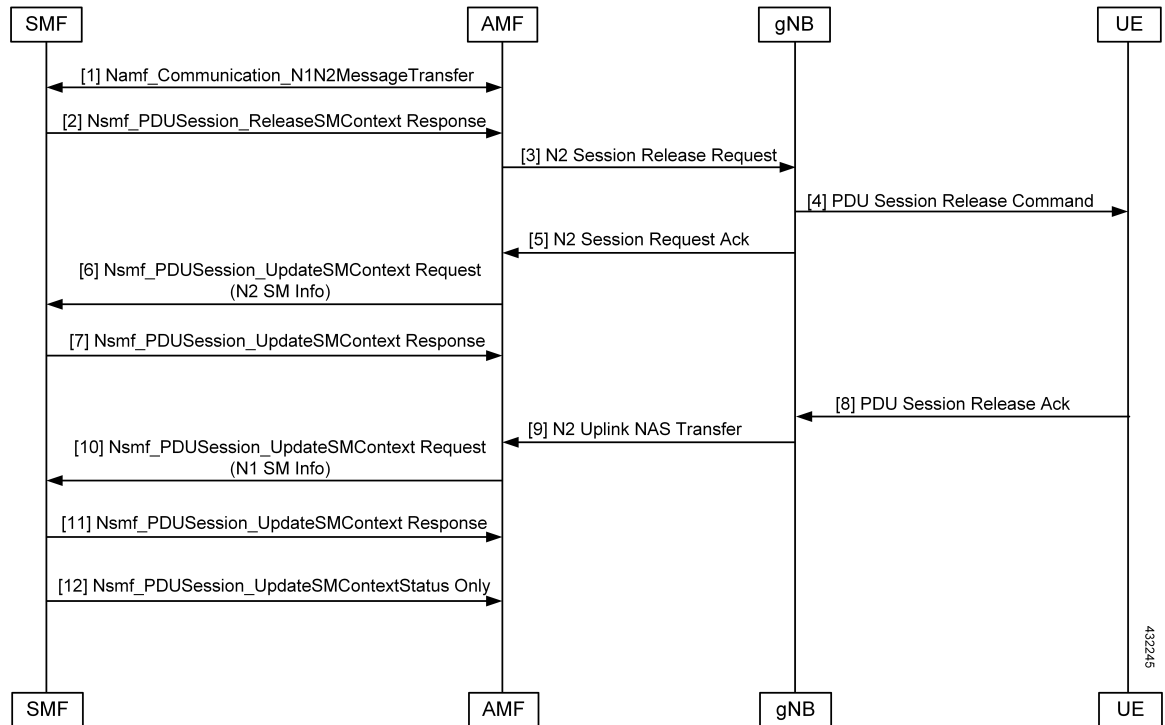 SMF
AMF
gNB
UE
[1] Namf_Communication_N1N2MessageTransfer
[2] Nsmf_PDUSession_ReleaseSMContext Response
[3] N2 Session Release Request
[4] PDU Session Release Command
[5] N2 Session Request Ack
[6] Nsmf_PDUSession_UpdateSMContext Request
(N2 SM Info)
[7] Nsmf_PDUSession_UpdateSMContext Response
[8] PDU Session Release Ack
[9] N2 Uplink NAS Transfer
[10] Nsmf_PDUSession_UpdateSMContext Request
(N1 SM Info)
[11] Nsmf_PDUSession_UpdateSMContext Response
[12] Nsmf_PDUSession_UpdateSMContextStatus Only
432245
SMF
AMF
gNB
UE